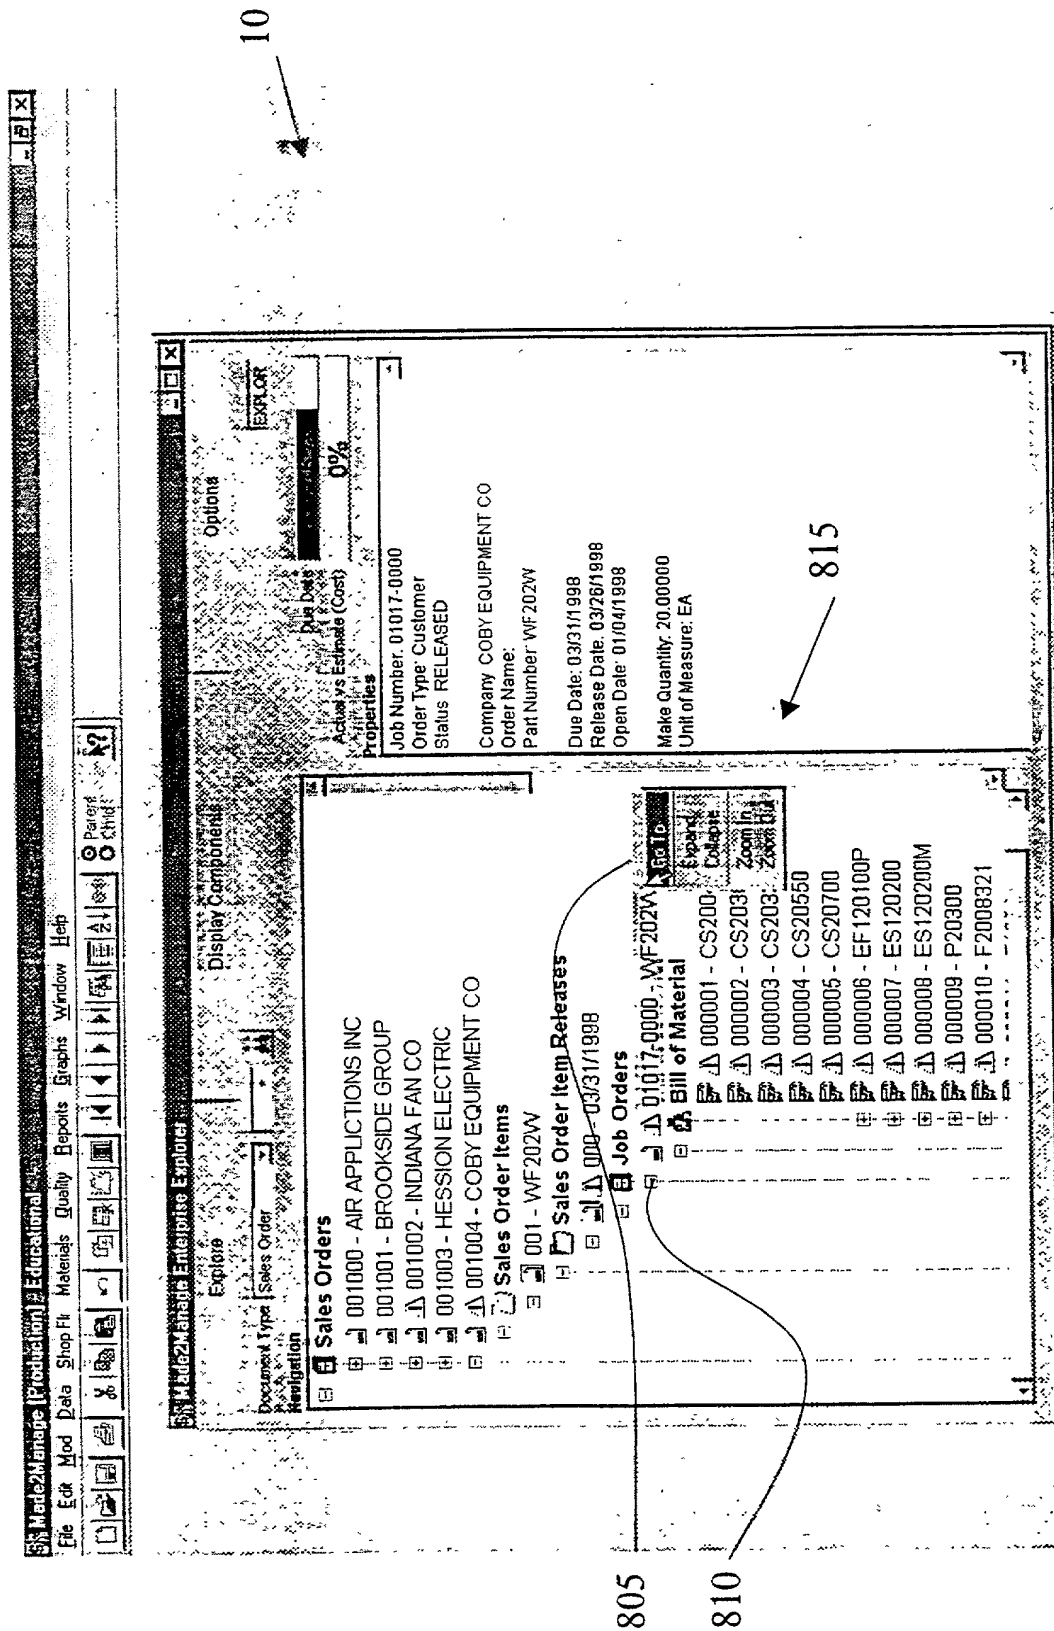 Made2Manage [Production] - Educational
File Edit Mod Data Shop Flr Materials Quality Reports Graphs Window Help
Parent
Child
Made2Manage Enterprise Explorer
Explore
Display Components
Options
Document Type
Sales Order
*
EXPLOR
Due Date
Actual vs Estimate (Cost)
0%
Navigation
Sales Orders
001000 - AIR APPLICTIONS INC
001001 - BROOKSIDE GROUP
001002 - INDIANA FAN CO
001003 - HESSION ELECTRIC
001004 - COBY EQUIPMENT CO
Sales Order Items
001 - WF202W
Sales Order Item Releases
000 - 03/31/1998
Job Orders
01017-0000 - WF202W
Bill of Material
000001 - CS200
000002 - CS203
000003 - CS203
000004 - CS20550
000005 - CS20700
000006 - EF120100P
000007 - ES120200
000008 - ES120200M
000009 - P20300
000010 - F2008321
Go To
Expand
Collapse
Zoom In
Zoom Out
Properties
Job Number: 01017-0000
Order Type: Customer
Status RELEASED
Company COBY EQUIPMENT CO
Order Name:
Part Number WF202W
Due Date: 03/31/1998
Release Date: 03/26/1998
Open Date: 01/04/1998
Make Quantity: 20.00000
Unit of Measure: EA
10
805
810
815